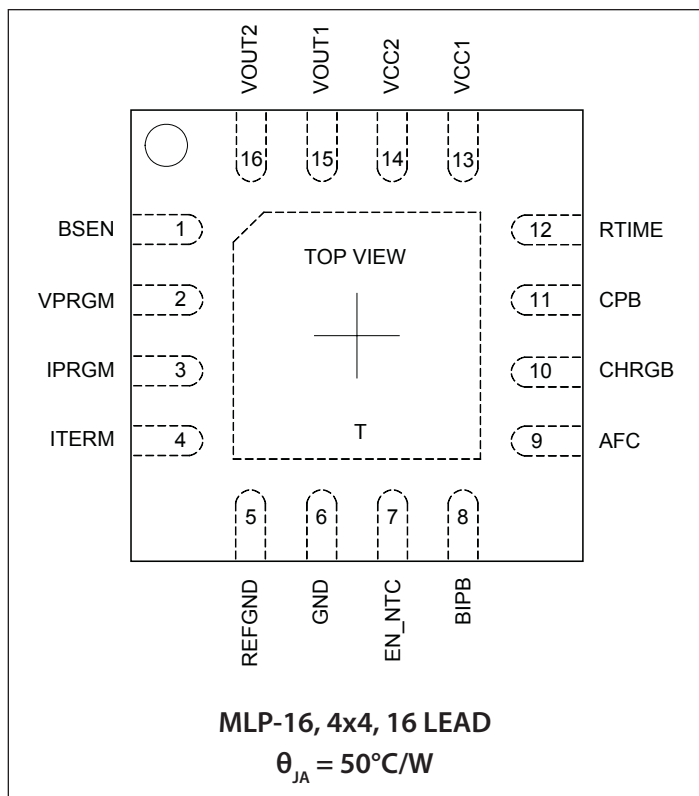 VOUT2
VOUT1
VCC2
VCC1
16
15
14
13
BSEN 1
12 RTIME
TOP VIEW
VPRGM 2
11 CPB
IPRGM 3
10 CHRGB
ITERM 4
T
9 AFC
5
6
7
8
REFGND
GND
EN_NTC
BIPB
MLP-16, 4x4, 16 LEAD
θJA = 50°C/W